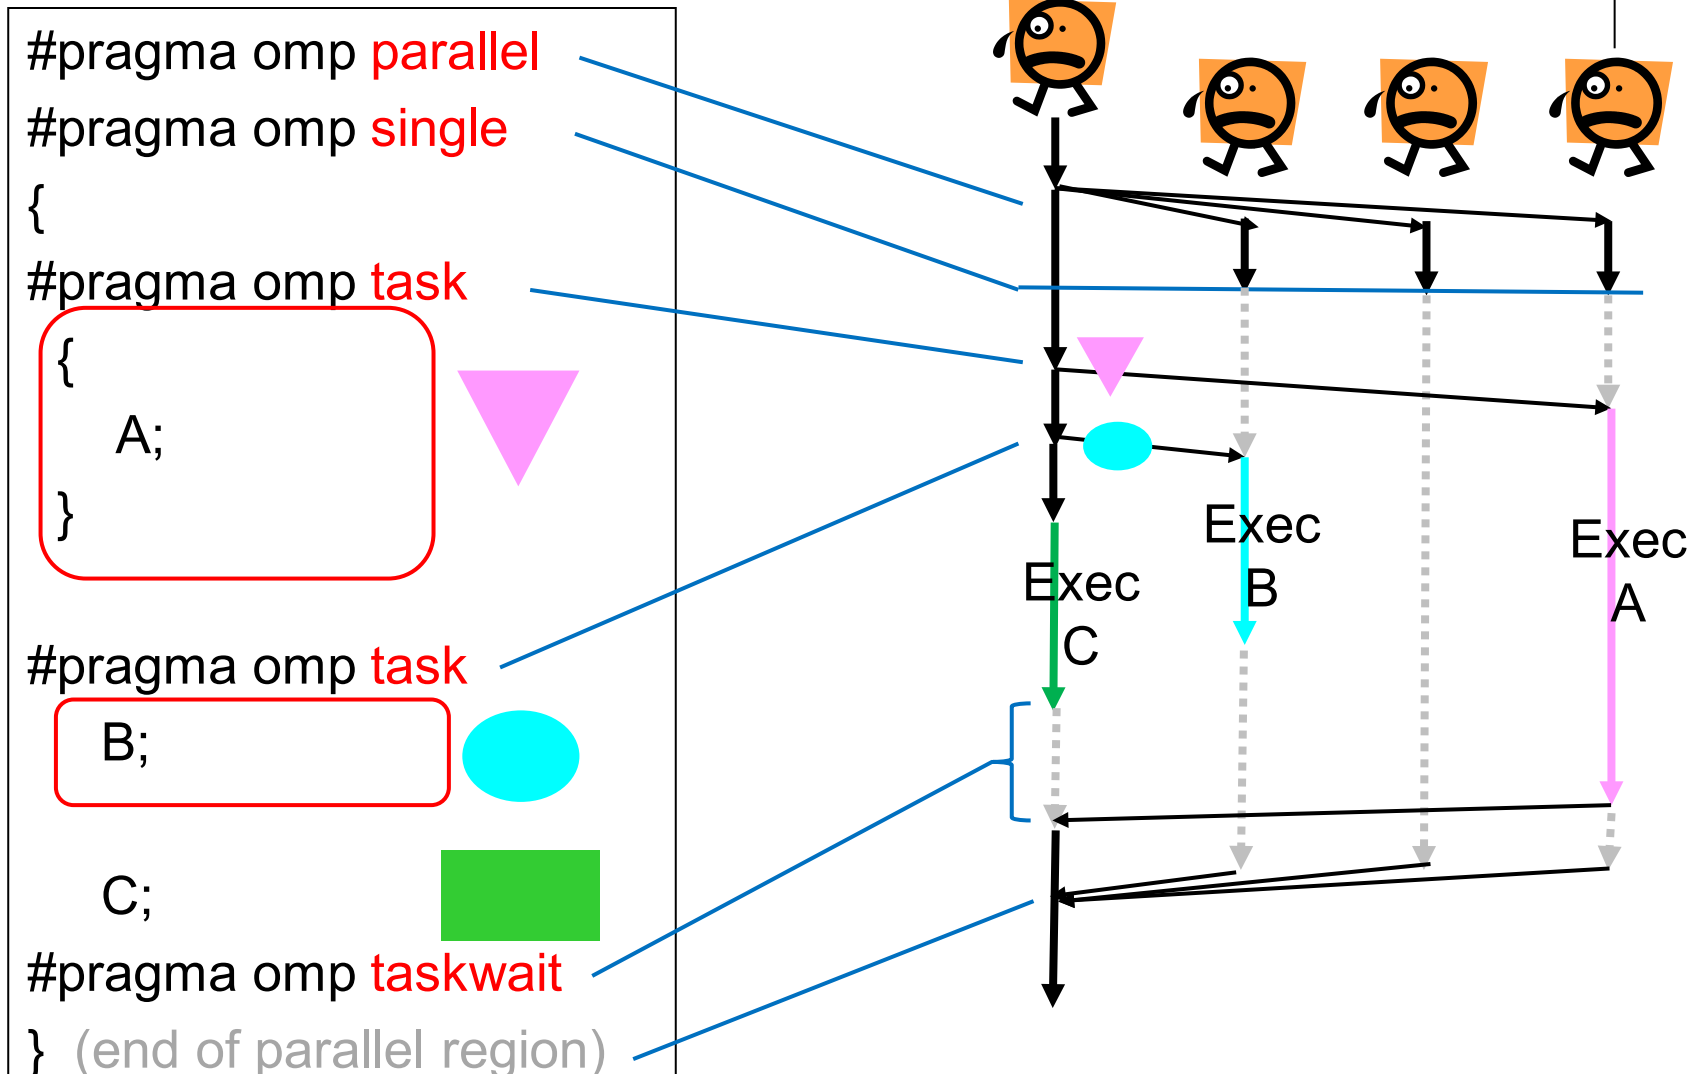 #pragma omp parallel
#pragma omp single
{
#pragma omp task
{
A;
}
#pragma omp task
B;
C;
#pragma omp taskwait
} (end of parallel region)
Exec
C
Exec
B
Exec
A